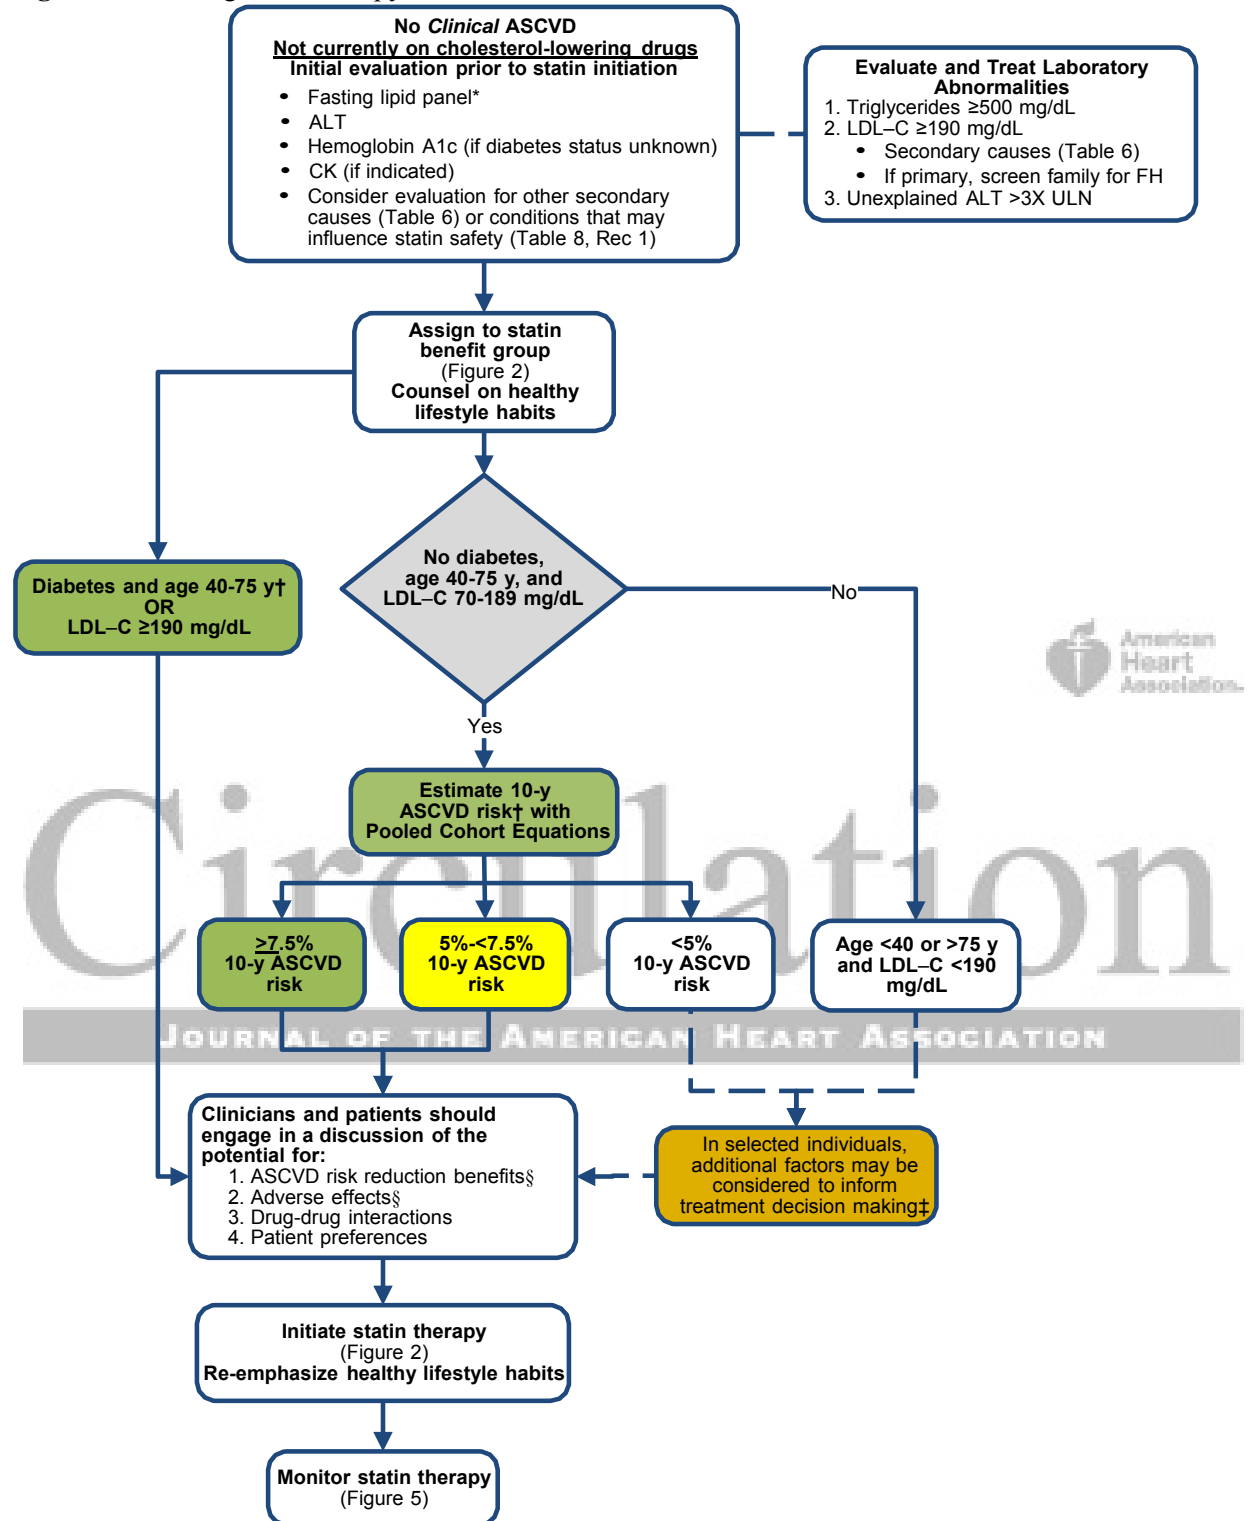 No Clinical ASCVD
Not currently on cholesterol-lowering drugs
Initial evaluation prior to statin initiation
• Fasting lipid panel*
• ALT
• Hemoglobin A1c (if diabetes status unknown)
• CK (if indicated)
• Consider evaluation for other secondary
causes (Table 6) or conditions that may
influence statin safety (Table 8, Rec 1)
Evaluate and Treat Laboratory
Abnormalities
1. Triglycerides ≥500 mg/dL
2. LDL–C ≥190 mg/dL
• Secondary causes (Table 6)
• If primary, screen family for FH
3. Unexplained ALT >3X ULN
Assign to statin
benefit group
(Figure 2)
Counsel on healthy
lifestyle habits
Diabetes and age 40-75 y†
OR
LDL–C ≥190 mg/dL
No diabetes,
age 40-75 y, and
LDL–C 70-189 mg/dL
No
Yes
American
Heart
Association
Estimate 10-y
ASCVD risk† with
Pooled Cohort Equations
Circulation
≥7.5%
10-y ASCVD
risk
5%-<7.5%
10-y ASCVD
risk
<5%
10-y ASCVD
risk
Age <40 or >75 y
and LDL–C <190
mg/dL
JOURNAL OF THE AMERICAN HEART ASSOCIATION
Clinicians and patients should
engage in a discussion of the
potential for:
1. ASCVD risk reduction benefits§
2. Adverse effects§
3. Drug-drug interactions
4. Patient preferences
In selected individuals,
additional factors may be
considered to inform
treatment decision making‡
Initiate statin therapy
(Figure 2)
Re-emphasize healthy lifestyle habits
Monitor statin therapy
(Figure 5)